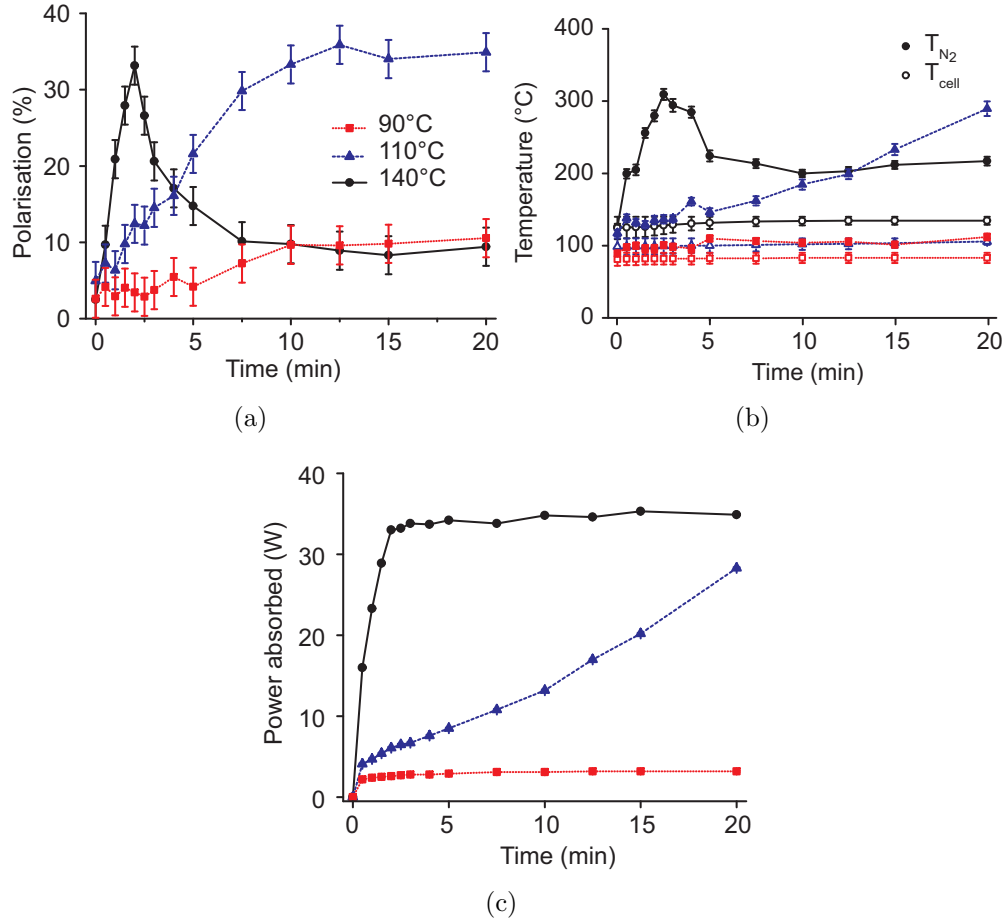 40
30
20
10
0
Polarisation (%)
90°C
110°C
140°C
0 5 10 15 20
Time (min)
(a)
400
300
200
100
0
Temperature (°C)
T_N2
T_cell
0 5 10 15 20
Time (min)
(b)
40
30
20
10
0
Power absorbed (W)
0 5 10 15 20
Time (min)
(c)